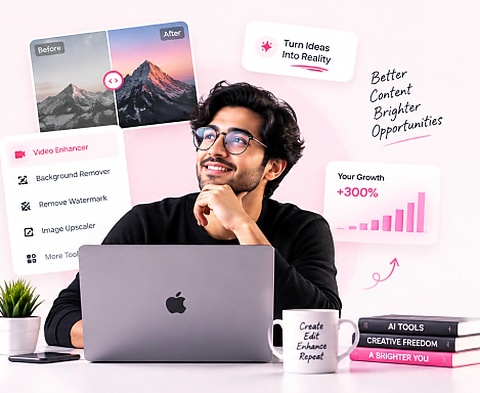 Before
After
Turn Ideas
Into Reality
Better
Content
Brighter
Opportunities
Video Enhancer
Background Remover
Remove Watermark
Image Upscaler
More Tool
Your Growth
+300%
Create
Edit
Enhance
Repeat
AI TOOLS
CREATIVE FREEDOM
A BRIGHTER YOU